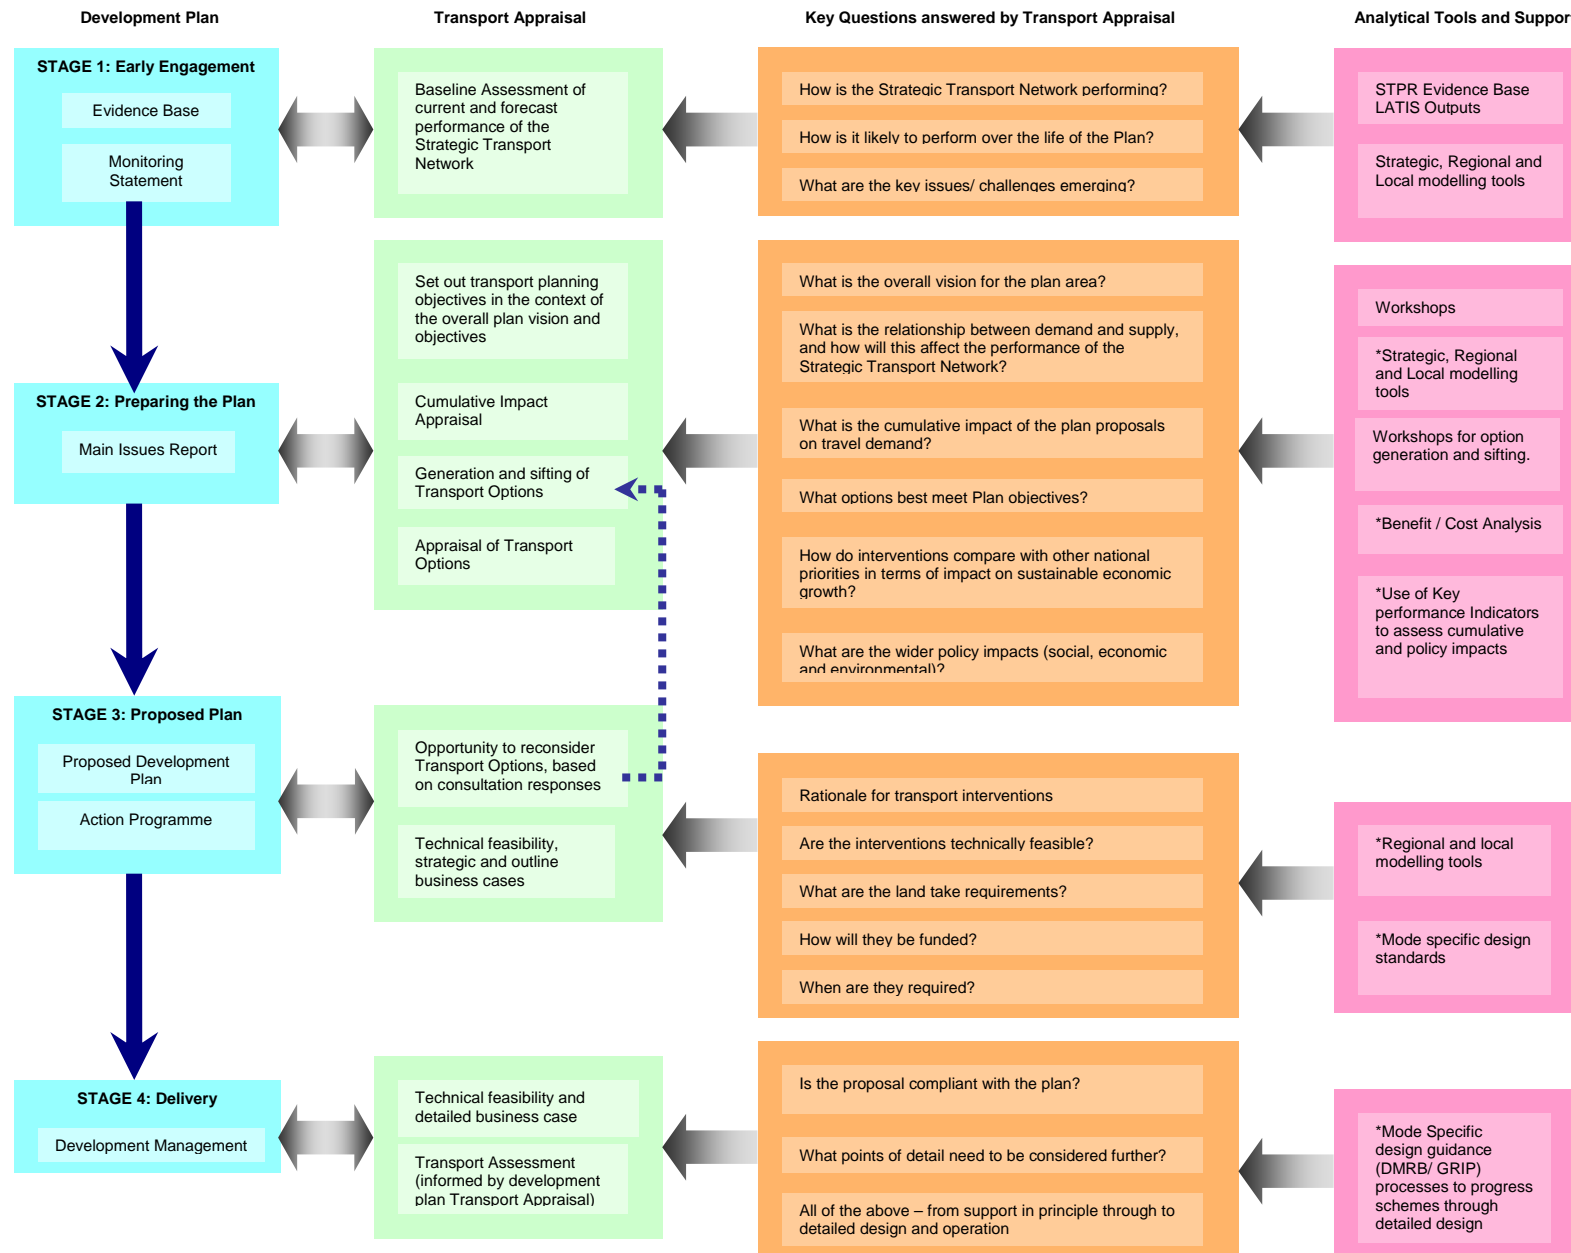 Development Plan
Transport Appraisal
Key Questions answered by Transport Appraisal
Analytical Tools and Suppor
STAGE 1: Early Engagement
Evidence Base
Monitoring
Statement
Baseline Assessment of
current and forecast
performance of the
Strategic Transport
Network
How is the Strategic Transport Network performing?
How is it likely to perform over the life of the Plan?
What are the key issues/ challenges emerging?
STPR Evidence Base
LATIS Outputs
Strategic, Regional and
Local modelling tools
STAGE 2: Preparing the Plan
Main Issues Report
Set out transport planning
objectives in the context of
the overall plan vision and
objectives
Cumulative Impact
Appraisal
Generation and sifting of
Transport Options
Appraisal of Transport
Options
What is the overall vision for the plan area?
What is the relationship between demand and supply,
and how will this affect the performance of the
Strategic Transport Network?
What is the cumulative impact of the plan proposals
on travel demand?
What options best meet Plan objectives?
How do interventions compare with other national
priorities in terms of impact on sustainable economic
growth?
What are the wider policy impacts (social, economic
and environmental)?
Workshops
*Strategic, Regional
and Local modelling
tools
Workshops for option
generation and sifting.
*Benefit / Cost Analysis
*Use of Key
performance Indicators
to assess cumulative
and policy impacts
STAGE 3: Proposed Plan
Proposed Development
Plan
Action Programme
Opportunity to reconsider
Transport Options, based
on consultation responses
Technical feasibility,
strategic and outline
business cases
Rationale for transport interventions
Are the interventions technically feasible?
What are the land take requirements?
How will they be funded?
When are they required?
*Regional and local
modelling tools
*Mode specific design
standards
STAGE 4: Delivery
Development Management
Technical feasibility and
detailed business case
Transport Assessment
(informed by development
plan Transport Appraisal)
Is the proposal compliant with the plan?
What points of detail need to be considered further?
All of the above – from support in principle through to
detailed design and operation
*Mode Specific
design guidance
(DMRB/ GRIP)
processes to progress
schemes through
detailed design